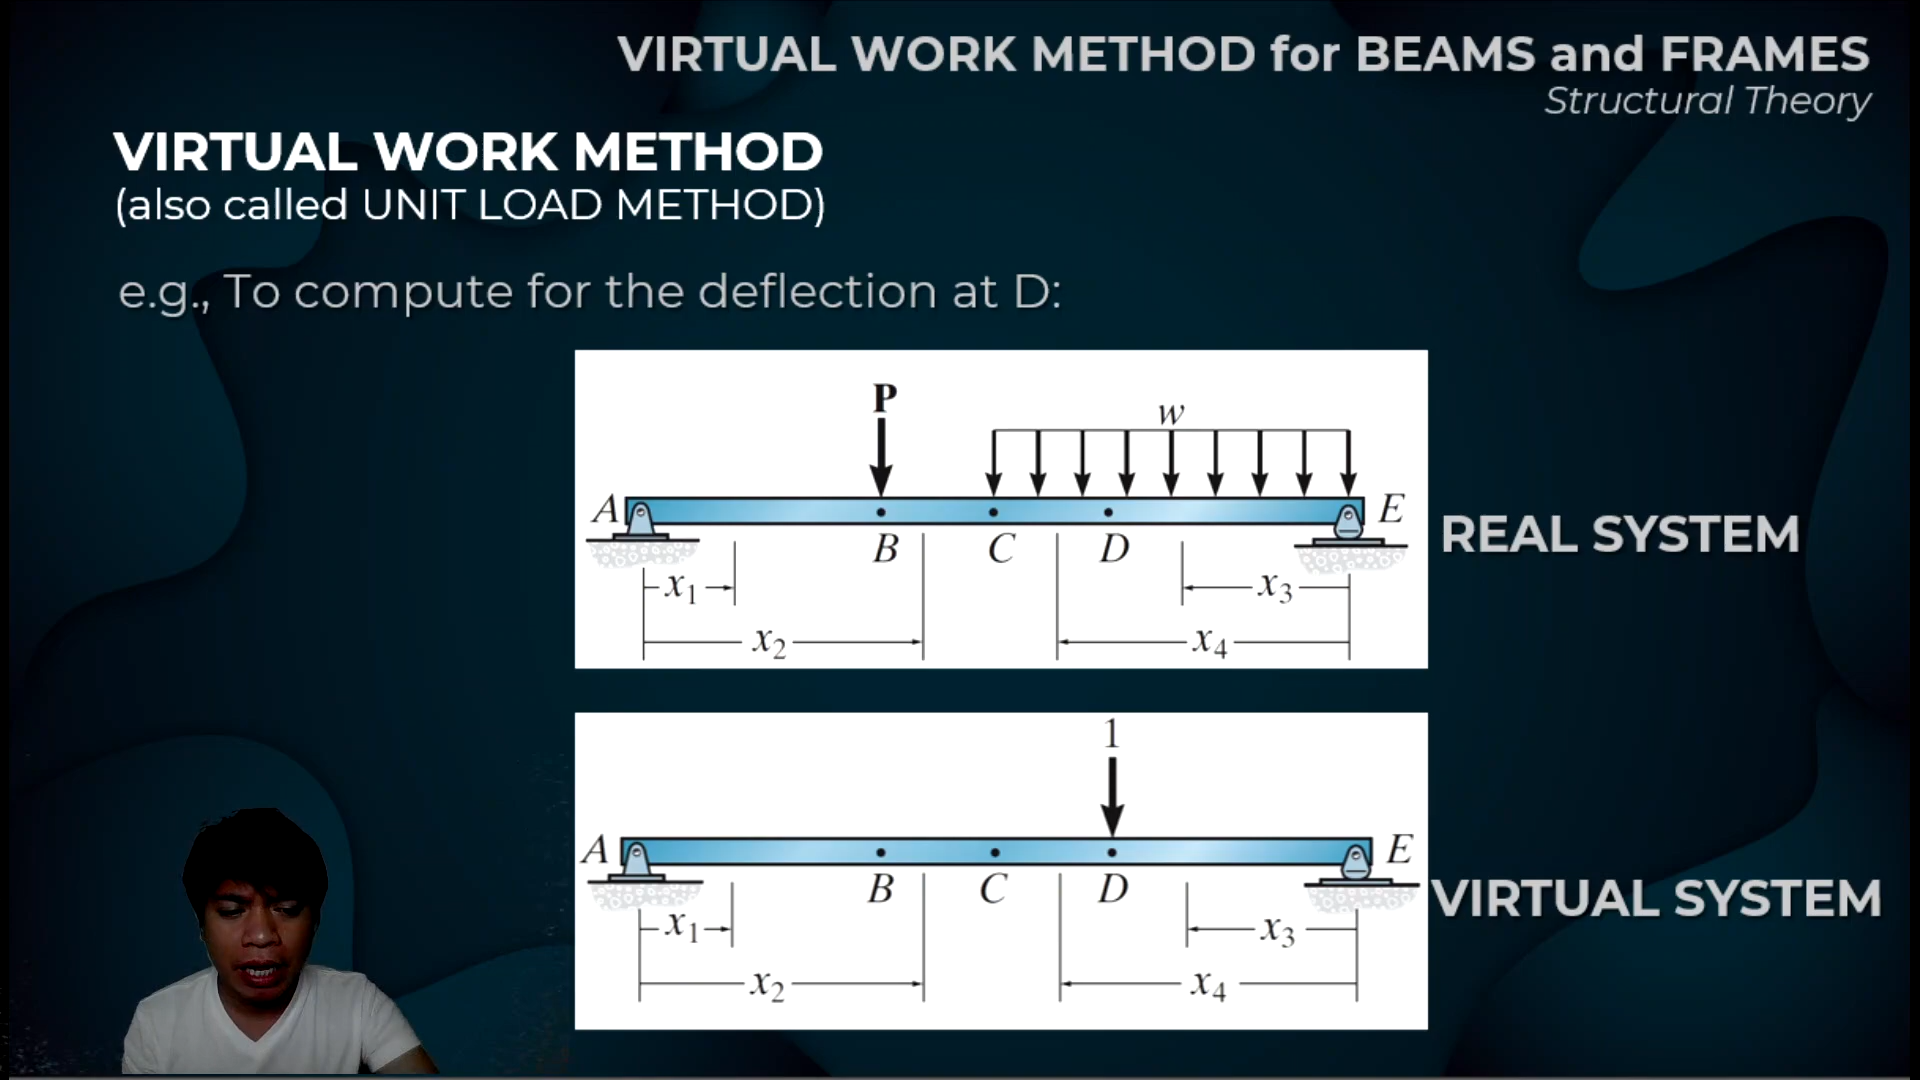 VIRTUAL WORK METHOD for BEAMS and FRAMES
Structural Theory
VIRTUAL WORK METHOD
(also called UNIT LOAD METHOD)
e.g., To compute for the deflection at D:
P
w
A
E
B
C
D
REAL SYSTEM
x₁
x₃
x₂
x₄
1
A
E
B
C
D
VIRTUAL SYSTEM
x₁
x₃
x₂
x₄